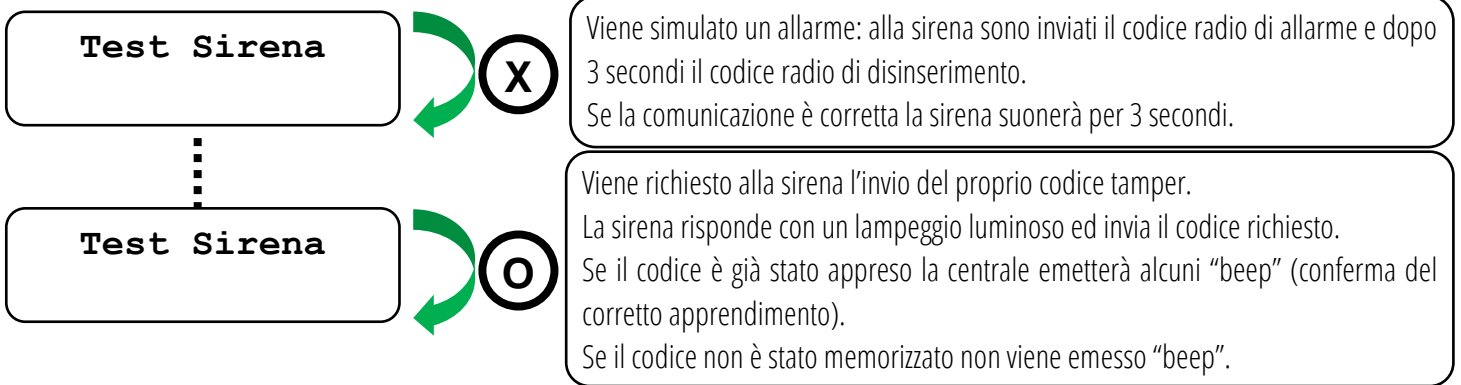 Test Sirena
X
Viene simulato un allarme: alla sirena sono inviati il codice radio di allarme e dopo
3 secondi il codice radio di disinserimento.
Se la comunicazione è corretta la sirena suonerà per 3 secondi.
Test Sirena
O
Viene richiesto alla sirena l’invio del proprio codice tamper.
La sirena risponde con un lampeggio luminoso ed invia il codice richiesto.
Se il codice è già stato appreso la centrale emetterà alcuni “beep” (conferma del
corretto apprendimento).
Se il codice non è stato memorizzato non viene emesso “beep”.